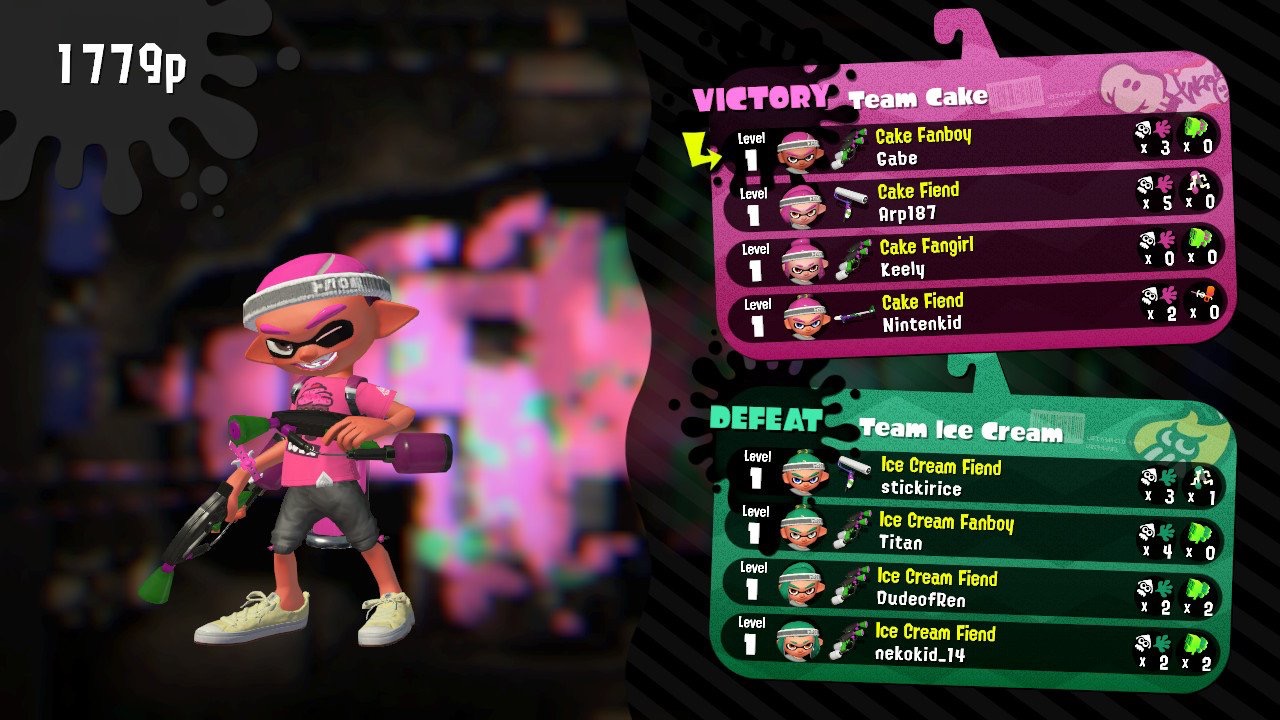 1779p
VICTORY Team Cake
Level 1 Cake Fanboy
Gabe
x 3 x 0
Level 1 Cake Fiend
Arp187
x 5 x 0
Level 1 Cake Fangirl
Keely
x 0 x 0
Level 1 Cake Fiend
Nintenkid
x 2 x 0
DEFEAT Team Ice Cream
Level 1 Ice Cream Fiend
stickirice
x 3 x 1
Level 1 Ice Cream Fanboy
Titan
x 4 x 0
Level 1 Ice Cream Fiend
DudeofRen
x 2 x 2
Level 1 Ice Cream Fiend
nekokid_14
x 2 x 2